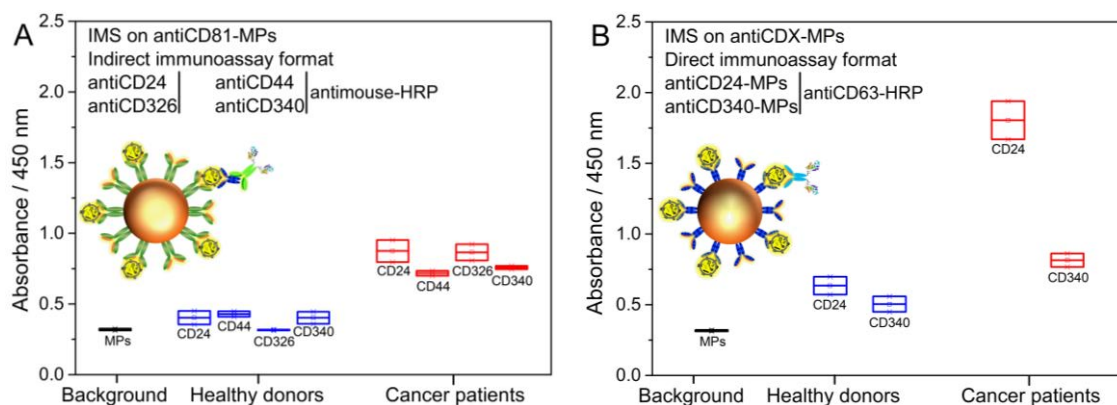 A
IMS on antiCD81-MPs
Indirect immunoassay format
antiCD24 antiCD44
antiCD326 antiCD340 antimouse-HRP
Absorbance / 450 nm
2.5
2.0
1.5
1.0
0.5
0.0
MPs
CD24
CD44
CD326
CD340
CD24
CD44
CD326
CD340
Background Healthy donors Cancer patients
B
IMS on antiCDX-MPs
Direct immunoassay format
antiCD24-MPs
antiCD340-MPs antiCD63-HRP
Absorbance / 450 nm
2.5
2.0
1.5
1.0
0.5
0.0
MPs
CD24
CD340
CD24
CD340
Background Healthy donors Cancer patients